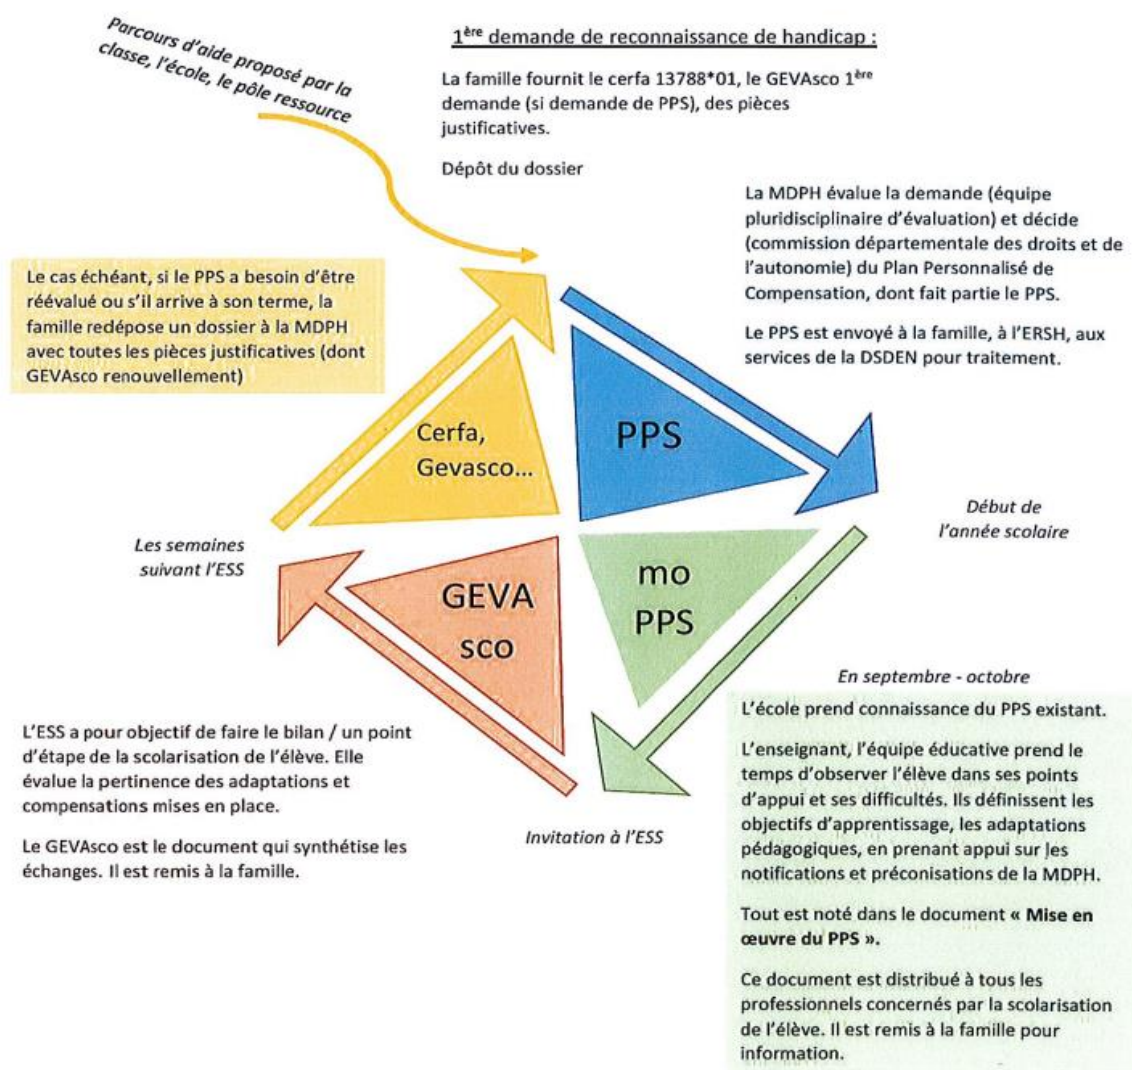 Parcours d'aide proposé par la
classe, l'école, le pôle ressource
1ère demande de reconnaissance de handicap :
La famille fournit le cerfa 13788*01, le GEVAsco 1ère
demande (si demande de PPS), des pièces
justificatives.
Dépôt du dossier
La MDPH évalue la demande (équipe
pluridisciplinaire d'évaluation) et décide
(commission départementale des droits et de
l'autonomie) du Plan Personnalisé de
Compensation, dont fait partie le PPS.
Le PPS est envoyé à la famille, à l'ERSH, aux
services de la DSDEN pour traitement.
Le cas échéant, si le PPS a besoin d'être
réévalué ou s'il arrive à son terme, la
famille redépose un dossier à la MDPH
avec toutes les pièces justificatives (dont
GEVAsco renouvellement)
Cerfa,
Gevasco...
PPS
Début de
l'année scolaire
Les semaines
suivant l'ESS
GEVA
sco
mo
PPS
En septembre - octobre
L'école prend connaissance du PPS existant.
L'enseignant, l'équipe éducative prend le
temps d'observer l'élève dans ses points
d'appui et ses difficultés. Ils définissent les
objectifs d'apprentissage, les adaptations
pédagogiques, en prenant appui sur les
notifications et préconisations de la MDPH.
Tout est noté dans le document « Mise en
œuvre du PPS ».
Ce document est distribué à tous les
professionnels concernés par la scolarisation
de l'élève. Il est remis à la famille pour
information.
L'ESS a pour objectif de faire le bilan / un point
d'étape de la scolarisation de l'élève. Elle
évalue la pertinence des adaptations et
compensations mises en place.
Le GEVAsco est le document qui synthétise les
échanges. Il est remis à la famille.
Invitation à l'ESS